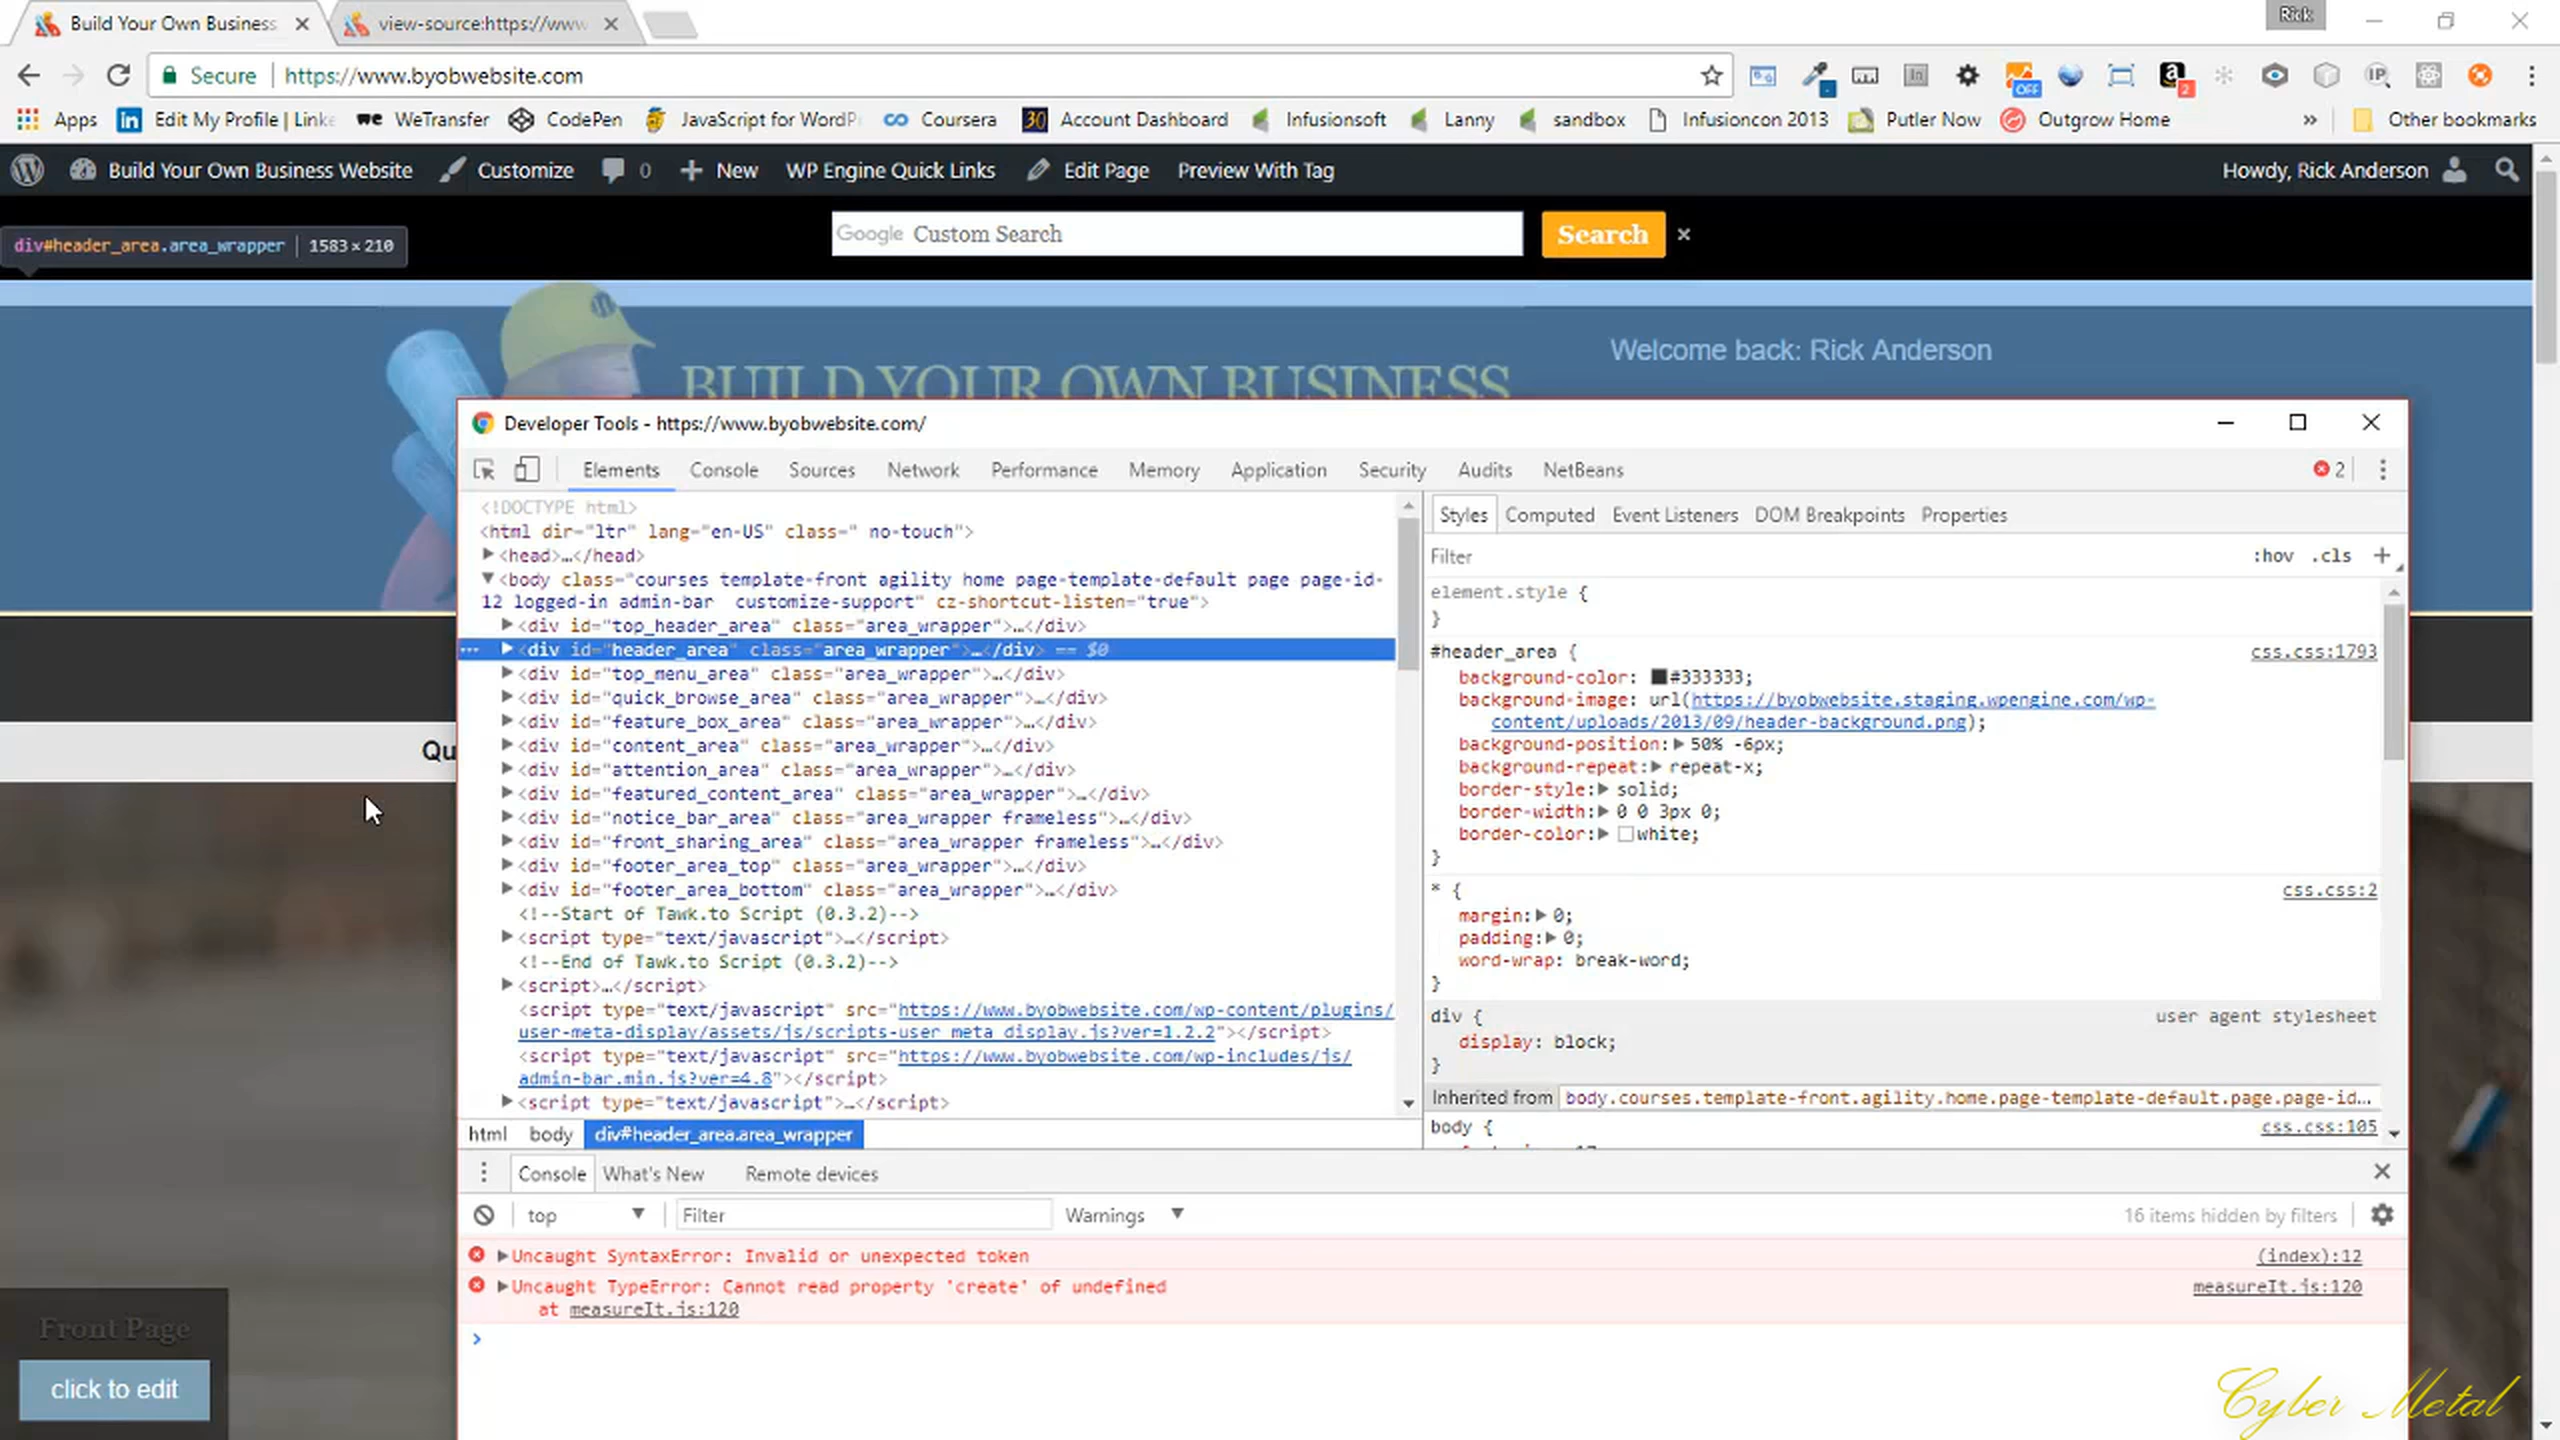 Build Your Own Business
view-source:https://www
Rick
Secure
https://www.byobwebsite.com
Apps
Edit My Profile | Linke
WeTransfer
CodePen
JavaScript for WordP
Coursera
Account Dashboard
Infusionsoft
Lanny
sandbox
Infusioncon 2013
Putler Now
Outgrow Home
»
Other bookmarks
Build Your Own Business Website
Customize
0
New
WP Engine Quick Links
Edit Page
Preview With Tag
Howdy, Rick Anderson
div#header_area.area_wrapper | 1583 × 210
Google Custom Search
Search
×
Welcome back: Rick Anderson
BUILD YOUR OWN BUSINESS
Developer Tools - https://www.byobwebsite.com/
Elements
Console
Sources
Network
Performance
Memory
Application
Security
Audits
NetBeans
2
<!DOCTYPE html>
<html dir="ltr" lang="en-US" class=" no-touch">
<head>…</head>
<body class="courses template-front agility home page-template-default page page-id-
12 logged-in admin-bar  customize-support" cz-shortcut-listen="true">
<div id="top_header_area" class="area_wrapper">…</div>
<div id="header_area" class="area_wrapper">…</div> == $0
<div id="top_menu_area" class="area_wrapper">…</div>
<div id="quick_browse_area" class="area_wrapper">…</div>
<div id="feature_box_area" class="area_wrapper">…</div>
<div id="content_area" class="area_wrapper">…</div>
<div id="attention_area" class="area_wrapper">…</div>
<div id="featured_content_area" class="area_wrapper">…</div>
<div id="notice_bar_area" class="area_wrapper frameless">…</div>
<div id="front_sharing_area" class="area_wrapper frameless">…</div>
<div id="footer_area_top" class="area_wrapper">…</div>
<div id="footer_area_bottom" class="area_wrapper">…</div>
<!--Start of Tawk.to Script (0.3.2)-->
<script type="text/javascript">…</script>
<!--End of Tawk.to Script (0.3.2)-->
<script>…</script>
<script type="text/javascript" src="https://www.byobwebsite.com/wp-content/plugins/
user-meta-display/assets/js/scripts-user_meta_display.js?ver=1.2.2"></script>
<script type="text/javascript" src="https://www.byobwebsite.com/wp-includes/js/
admin-bar.min.js?ver=4.8"></script>
<script type="text/javascript">…</script>
html
body
div#header_area.area_wrapper
Styles
Computed
Event Listeners
DOM Breakpoints
Properties
Filter
:hov
.cls
element.style {
}
#header_area {
css.css:1793
background-color: #333333;
background-image: url(https://byobwebsite.staging.wpengine.com/wp-
content/uploads/2013/09/header-background.png);
background-position: 50% -6px;
background-repeat: repeat-x;
border-style: solid;
border-width: 0 0 3px 0;
border-color: white;
}
* {
css.css:2
margin: 0;
padding: 0;
word-wrap: break-word;
}
div {
user agent stylesheet
display: block;
}
Inherited from body.courses.template-front.agility.home.page-template-default.page.page-id…
body {
css.css:105
Qu
Console
What's New
Remote devices
top
Filter
Warnings
16 items hidden by filters
Uncaught SyntaxError: Invalid or unexpected token
(index):12
Uncaught TypeError: Cannot read property 'create' of undefined
measureIt.js:120
at measureIt.js:120
Front Page
click to edit
Cyber Metal